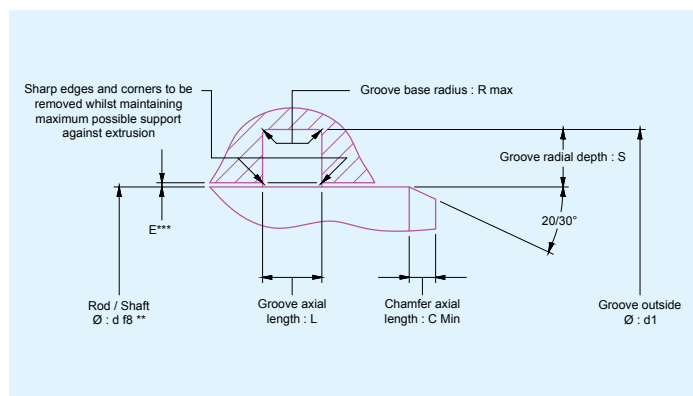 Sharp edges and corners to be
removed whilst maintaining
maximum possible support
against extrusion
Groove base radius : R max
Groove radial depth : S
20/30°
E***
Rod / Shaft
Ø : d f8 **
Groove axial
length : L
Chamfer axial
length : C Min
Groove outside
Ø : d1